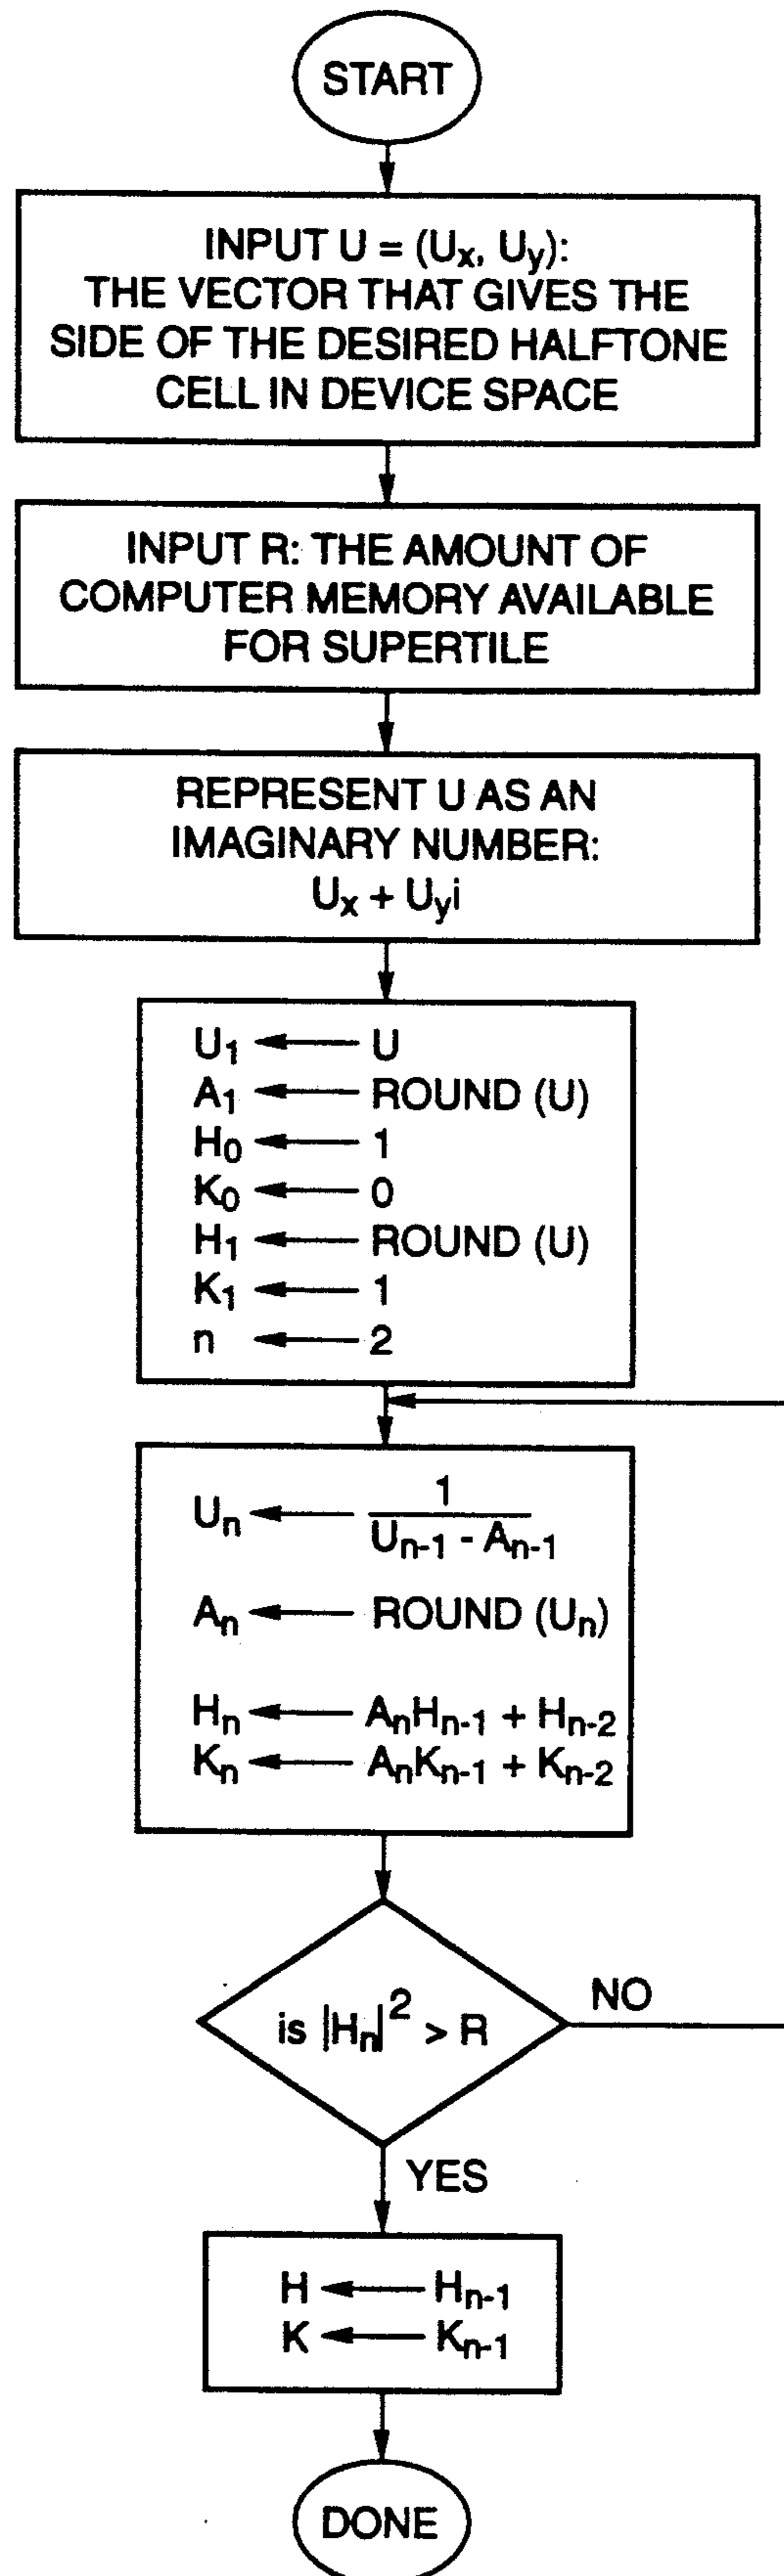 START
INPUT U = (Uₓ, U_y):
THE VECTOR THAT GIVES THE
SIDE OF THE DESIRED HALFTONE
CELL IN DEVICE SPACE
INPUT R: THE AMOUNT OF
COMPUTER MEMORY AVAILABLE
FOR SUPERTILE
REPRESENT U AS AN
IMAGINARY NUMBER:
Uₓ + U_yi
U₁ ← U
A₁ ← ROUND (U)
H₀ ← 1
K₀ ← 0
H₁ ← ROUND (U)
K₁ ← 1
n ← 2
Uₙ ← 1 / (Uₙ₋₁ - Aₙ₋₁)
Aₙ ← ROUND (Uₙ)
Hₙ ← AₙHₙ₋₁ + Hₙ₋₂
Kₙ ← AₙKₙ₋₁ + Kₙ₋₂
is |Hₙ|² > R
NO
YES
H ← Hₙ₋₁
K ← Kₙ₋₁
DONE